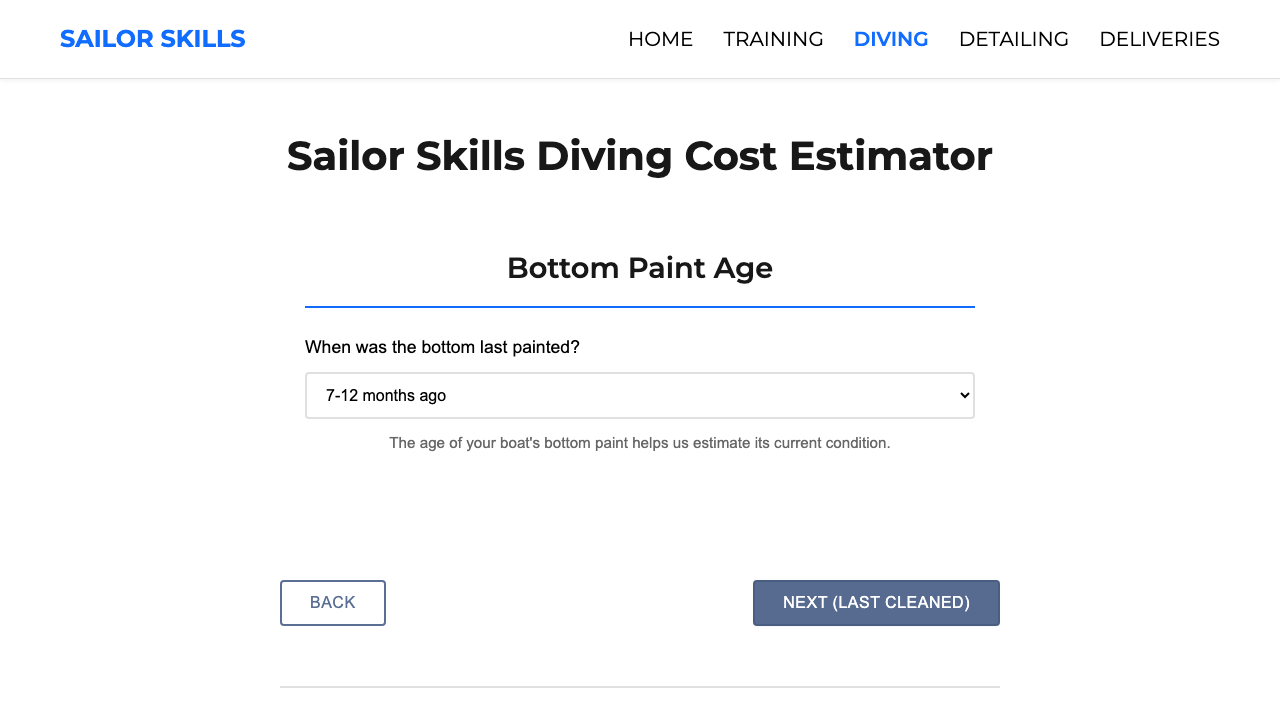 SAILOR SKILLS
HOME TRAINING DIVING DETAILING DELIVERIES
Sailor Skills Diving Cost Estimator
Bottom Paint Age
When was the bottom last painted?
7-12 months ago
The age of your boat's bottom paint helps us estimate its current condition.
BACK
NEXT (LAST CLEANED)